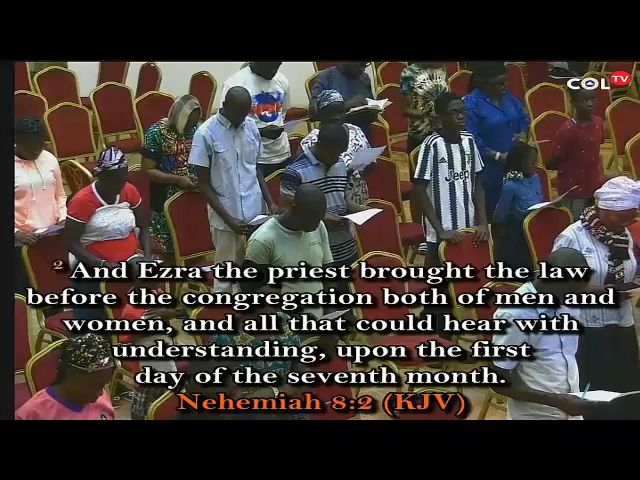 COL TV
Jeep
² And Ezra the priest brought the law
before the congregation both of men and
women, and all that could hear with
understanding, upon the first
day of the seventh month.
Nehemiah 8:2 (KJV)